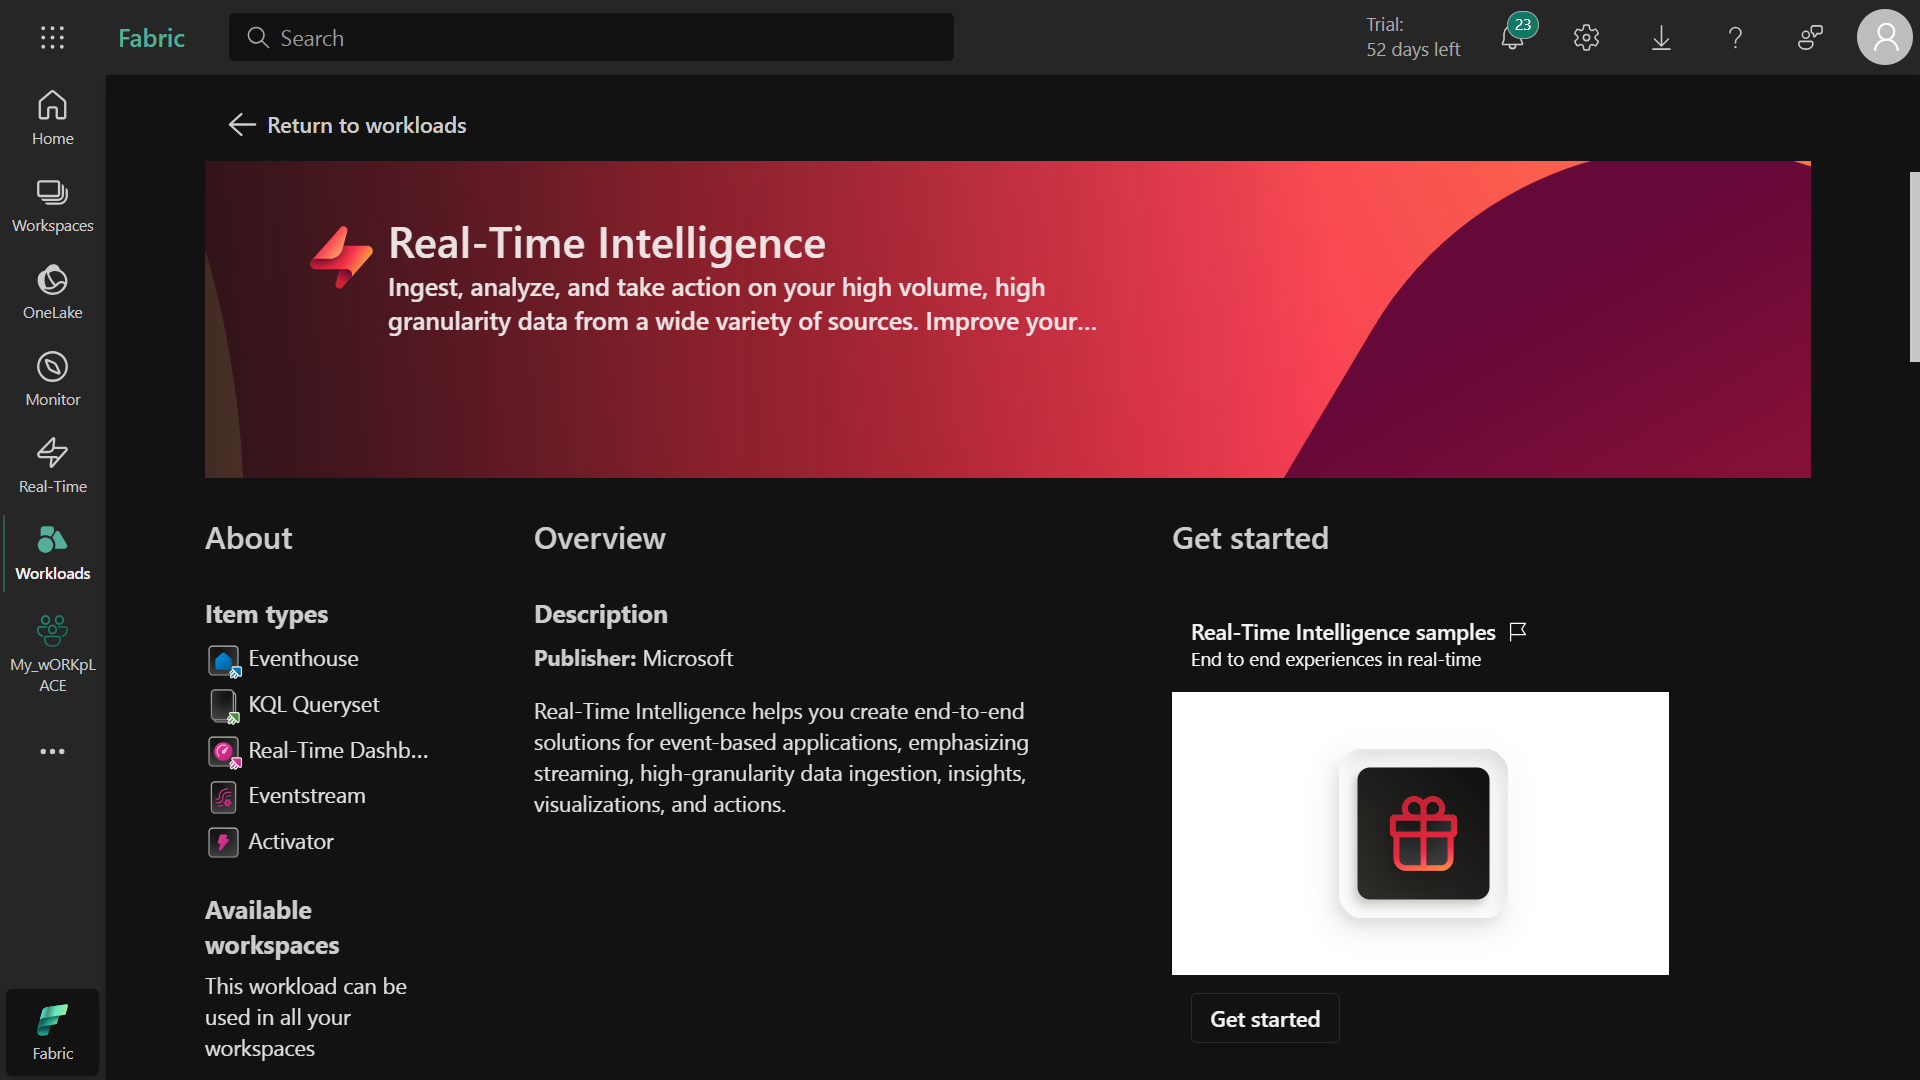 Fabric
Search
Trial:
52 days left
23
Home
Workspaces
OneLake
Monitor
Real-Time
Workloads
My_wORKpL
ACE
Fabric
Return to workloads
Real-Time Intelligence
Ingest, analyze, and take action on your high volume, high
granularity data from a wide variety of sources. Improve your...
About
Item types
Eventhouse
KQL Queryset
Real-Time Dashb...
Eventstream
Activator
Available
workspaces
This workload can be
used in all your
workspaces
Overview
Description
Publisher: Microsoft
Real-Time Intelligence helps you create end-to-end
solutions for event-based applications, emphasizing
streaming, high-granularity data ingestion, insights,
visualizations, and actions.
Get started
Real-Time Intelligence samples
End to end experiences in real-time
Get started